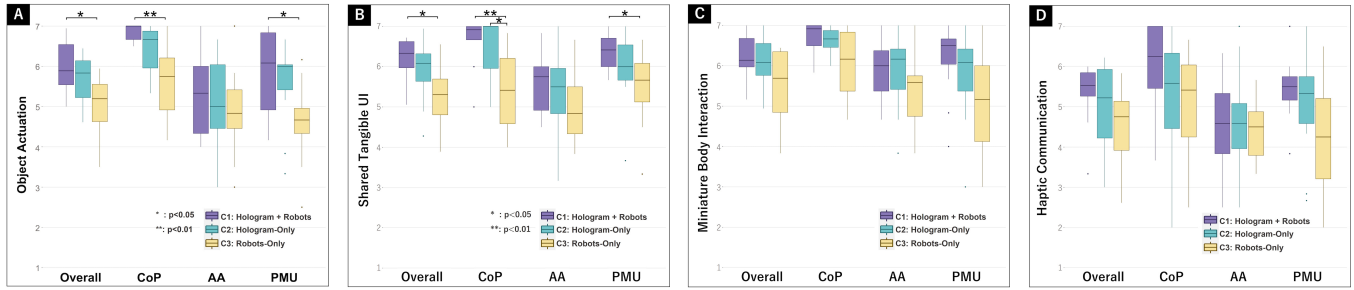 A
Object Actuation
7
6
5
4
3
2
1
*
**
*
* : p<0.05
**: p<0.01
C1: Hologram + Robots
C2: Hologram-Only
C3: Robots-Only
Overall CoP AA PMU
B
Shared Tangible UI
7
6
5
4
3
2
1
*
**
*
*
* : p<0.05
**: p<0.01
C1: Hologram + Robots
C2: Hologram-Only
C3: Robots-Only
Overall CoP AA PMU
C
Miniature Body Interaction
7
6
5
4
3
2
1
C1: Hologram + Robots
C2: Hologram-Only
C3: Robots-Only
Overall CoP AA PMU
D
Haptic Communication
7
6
5
4
3
2
1
C1: Hologram + Robots
C2: Hologram-Only
C3: Robots-Only
Overall CoP AA PMU